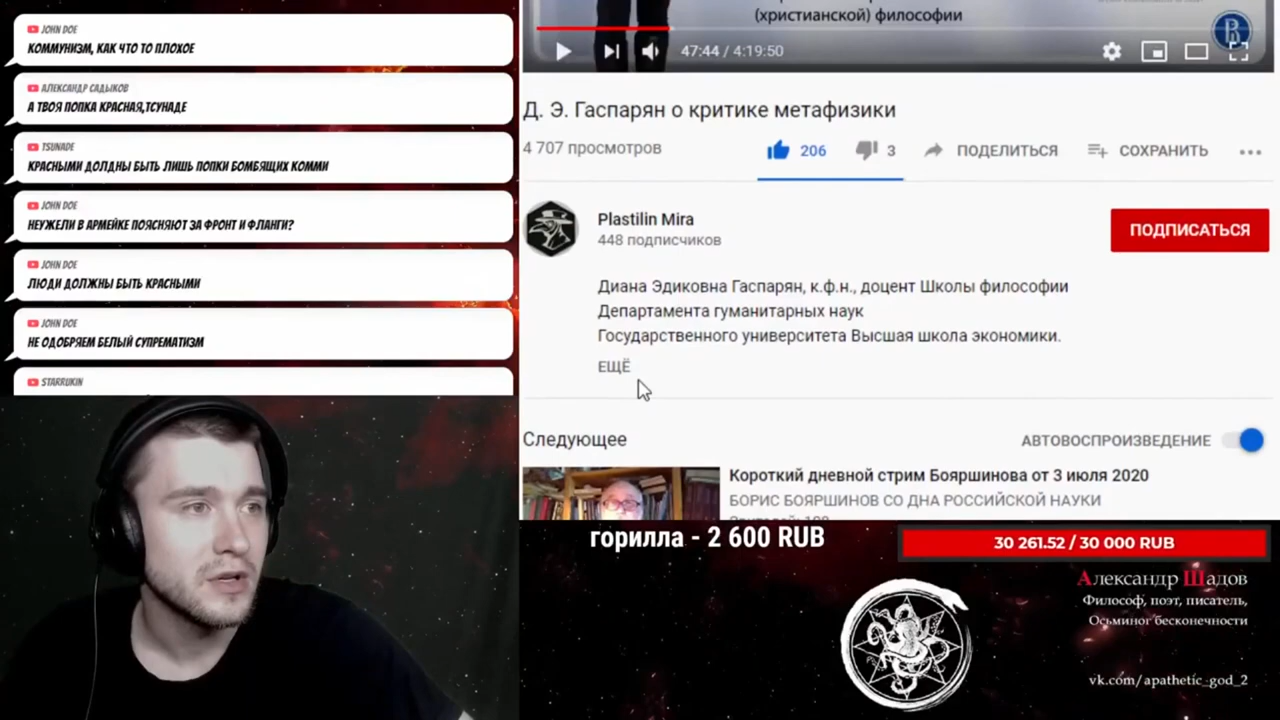 JOHN DOE
КОММУНИЗМ, КАК ЧТО ТО ПЛОХОЕ
АЛЕКСАНДР САДЫКОВ
А ТВОЯ ПОПКА КРАСНАЯ,ТСУНАДЕ
TSUNADE
КРАСНЫМИ ДОЛДНЫ БЫТЬ ЛИШЬ ПОПКИ БОМБЯЩИХ КОММИ
JOHN DOE
НЕУЖЕЛИ В АРМЕЙКЕ ПОЯСНЯЮТ ЗА ФРОНТ И ФЛАНГИ?
JOHN DOE
ЛЮДИ ДОЛЖНЫ БЫТЬ КРАСНЫМИ
JOHN DOE
НЕ ОДОБРЯЕМ БЕЛЫЙ СУПРЕМАТИЗМ
STARRUKIN
(христианской) философии
47:44 / 4:19:50
Д. Э. Гаспарян о критике метафизики
4 707 просмотров
206
3
ПОДЕЛИТЬСЯ
СОХРАНИТЬ
Plastilin Mira
448 подписчиков
ПОДПИСАТЬСЯ
Диана Эдиковна Гаспарян, к.ф.н., доцент Школы философии
Департамента гуманитарных наук
Государственного университета Высшая школа экономики.
ЕЩЁ
Следующее
АВТОВОСПРОИЗВЕДЕНИЕ
Короткий дневной стрим Бояршинова от 3 июля 2020
БОРИС БОЯРШИНОВ СО ДНА РОССИЙСКОЙ НАУКИ
горилла - 2 600 RUB
30 261.52 / 30 000 RUB
Александр Шадов
Философ, поэт, писатель,
Осьминог бесконечности
vk.com/apathetic_god_2